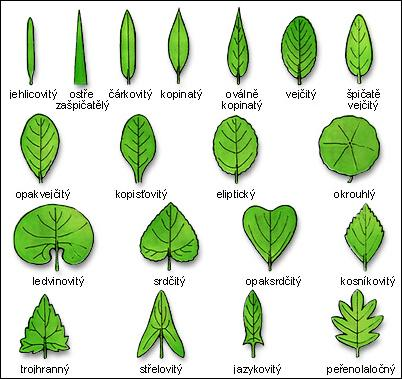 jehlicovitý
ostře
zašpičatělý
čárkovitý
kopinatý
oválně
kopinatý
vejčitý
špičatě
vejčitý
opakvejčitý
kopisťovitý
eliptický
okrouhlý
ledvinovitý
srdčitý
opaksrdčitý
kosníkovitý
trojhranný
střelovitý
jazykovitý
peřenolaločný